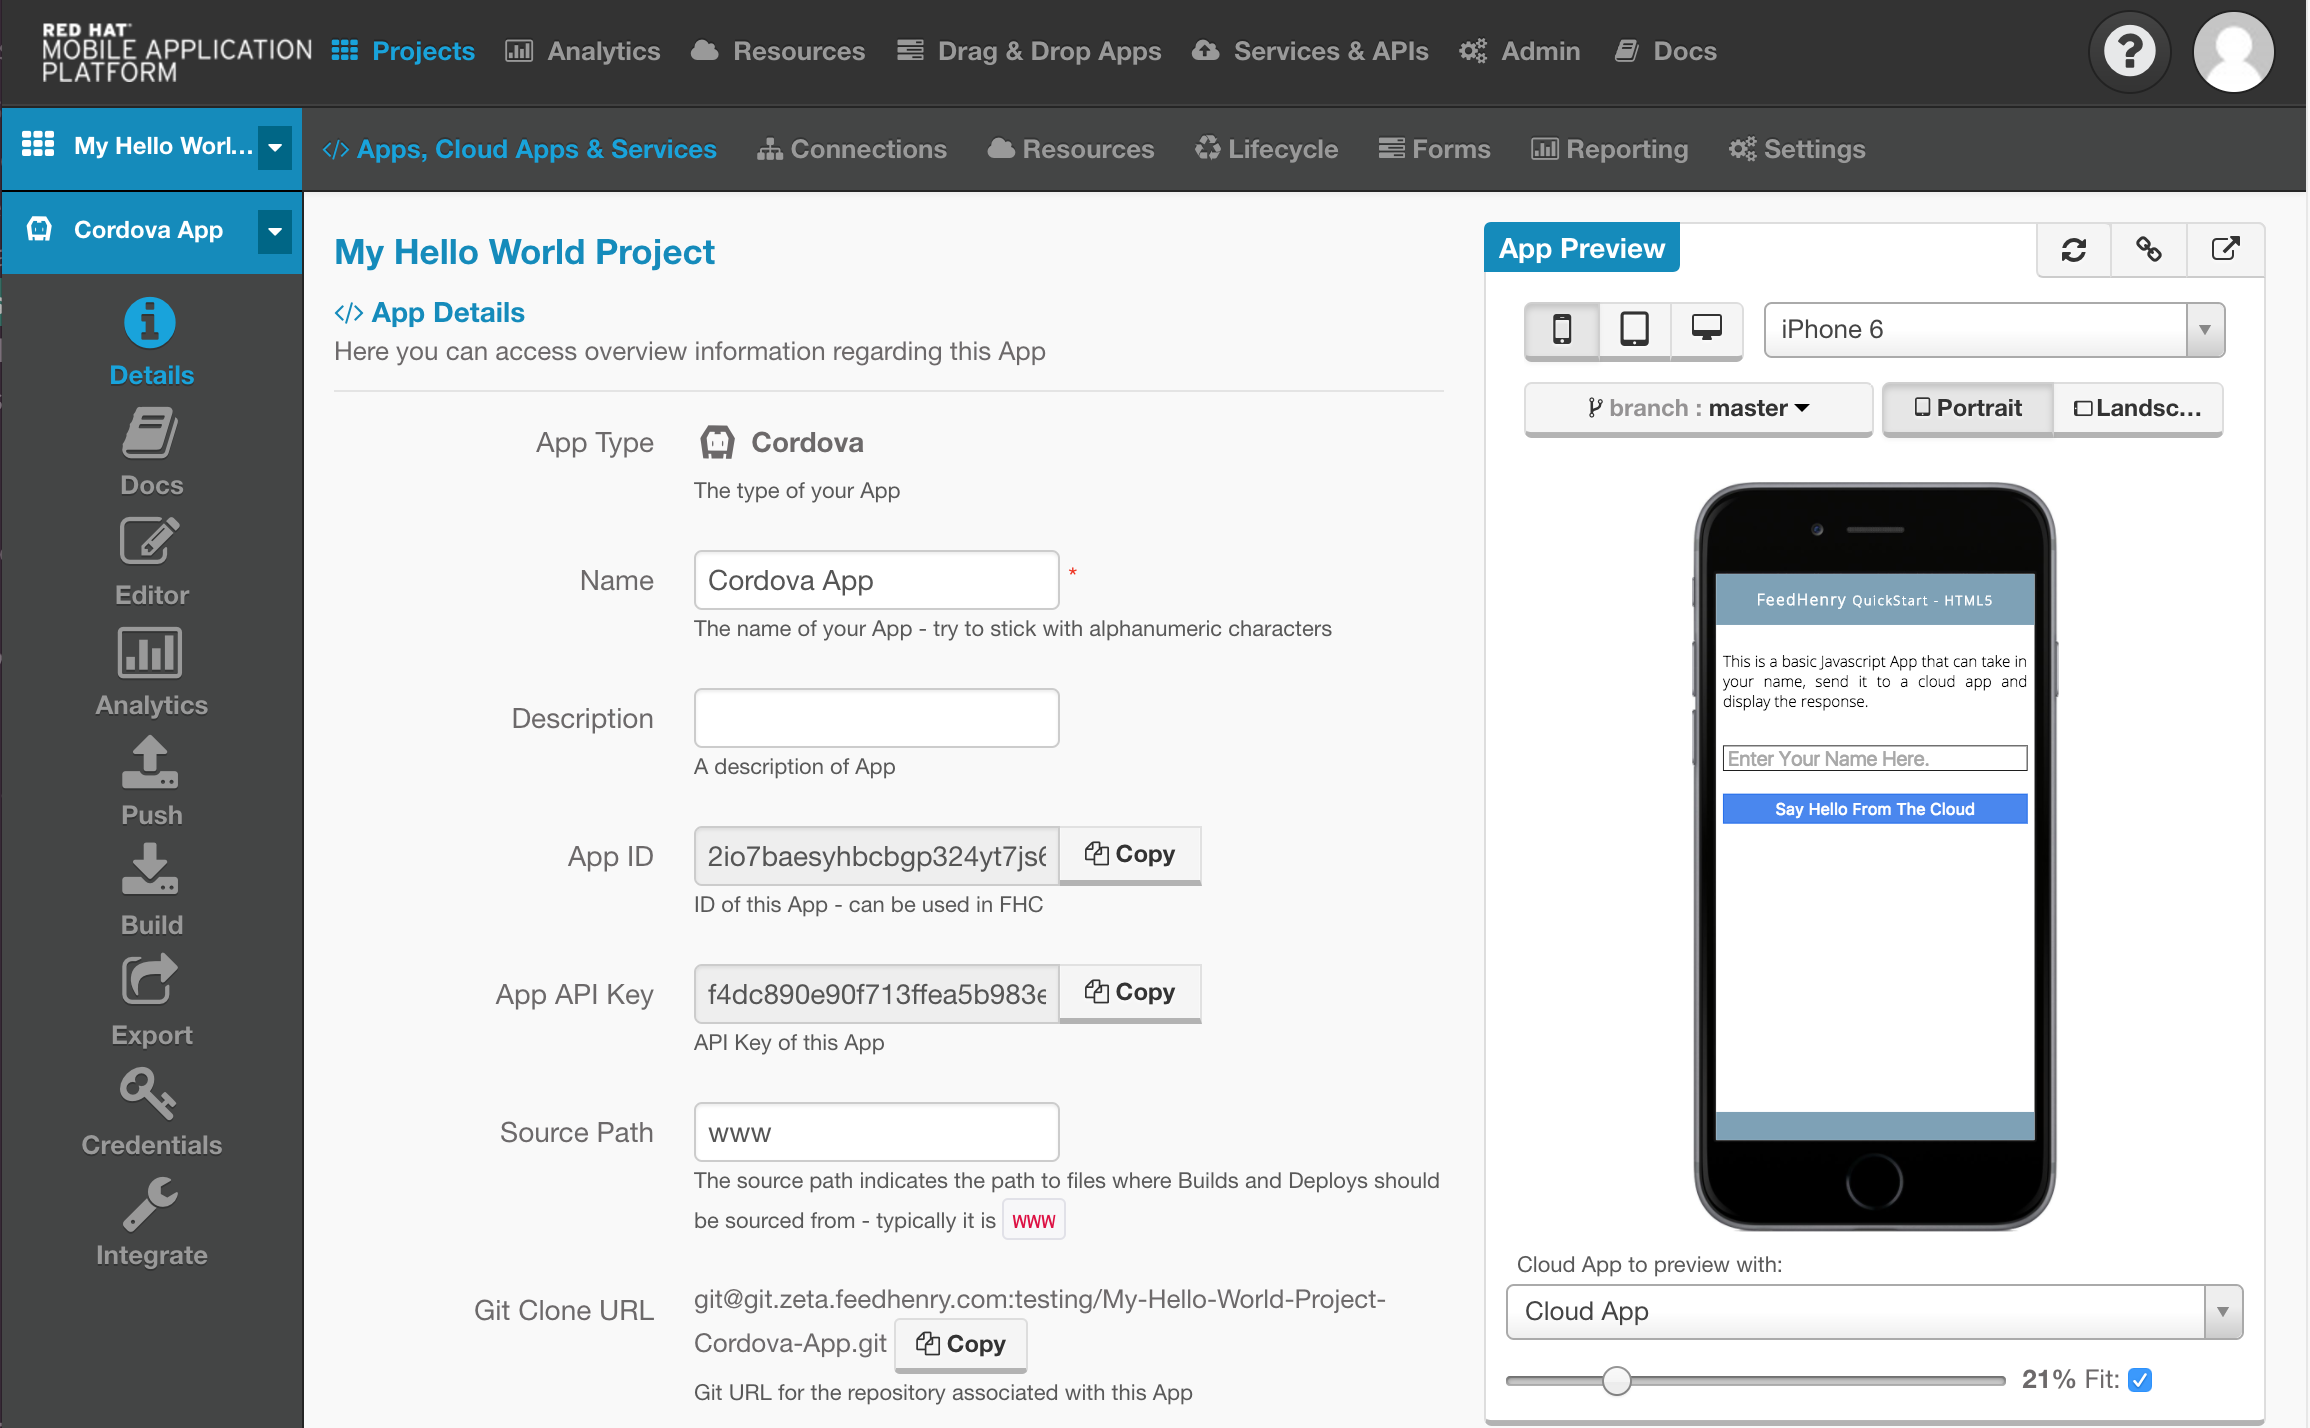 RED HAT
MOBILE APPLICATION
PLATFORM
Projects
Analytics
Resources
Drag & Drop Apps
Services & APIs
Admin
Docs
My Hello Worl...
Apps, Cloud Apps & Services
Connections
Resources
Lifecycle
Forms
Reporting
Settings
Cordova App
Details
Docs
Editor
Analytics
Push
Build
Export
Credentials
Integrate
My Hello World Project
App Details
Here you can access overview information regarding this App
App Type
Cordova
The type of your App
Name
Cordova App *
The name of your App - try to stick with alphanumeric characters
Description
A description of App
App ID
2io7baesyhbcbgp324yt7js6
Copy
ID of this App - can be used in FHC
App API Key
f4dc890e90f713ffea5b983e
Copy
API Key of this App
Source Path
www
The source path indicates the path to files where Builds and Deploys should
be sourced from - typically it is www
Git Clone URL
git@git.zeta.feedhenry.com:testing/My-Hello-World-Project-
Cordova-App.git
Copy
Git URL for the repository associated with this App
App Preview
iPhone 6
branch : master
Portrait
Landsc...
FeedHenry QuickStart - HTML5
This is a basic Javascript App that can take in
your name, send it to a cloud app and
display the response.
Enter Your Name Here.
Say Hello From The Cloud
Cloud App to preview with:
Cloud App
21% Fit: